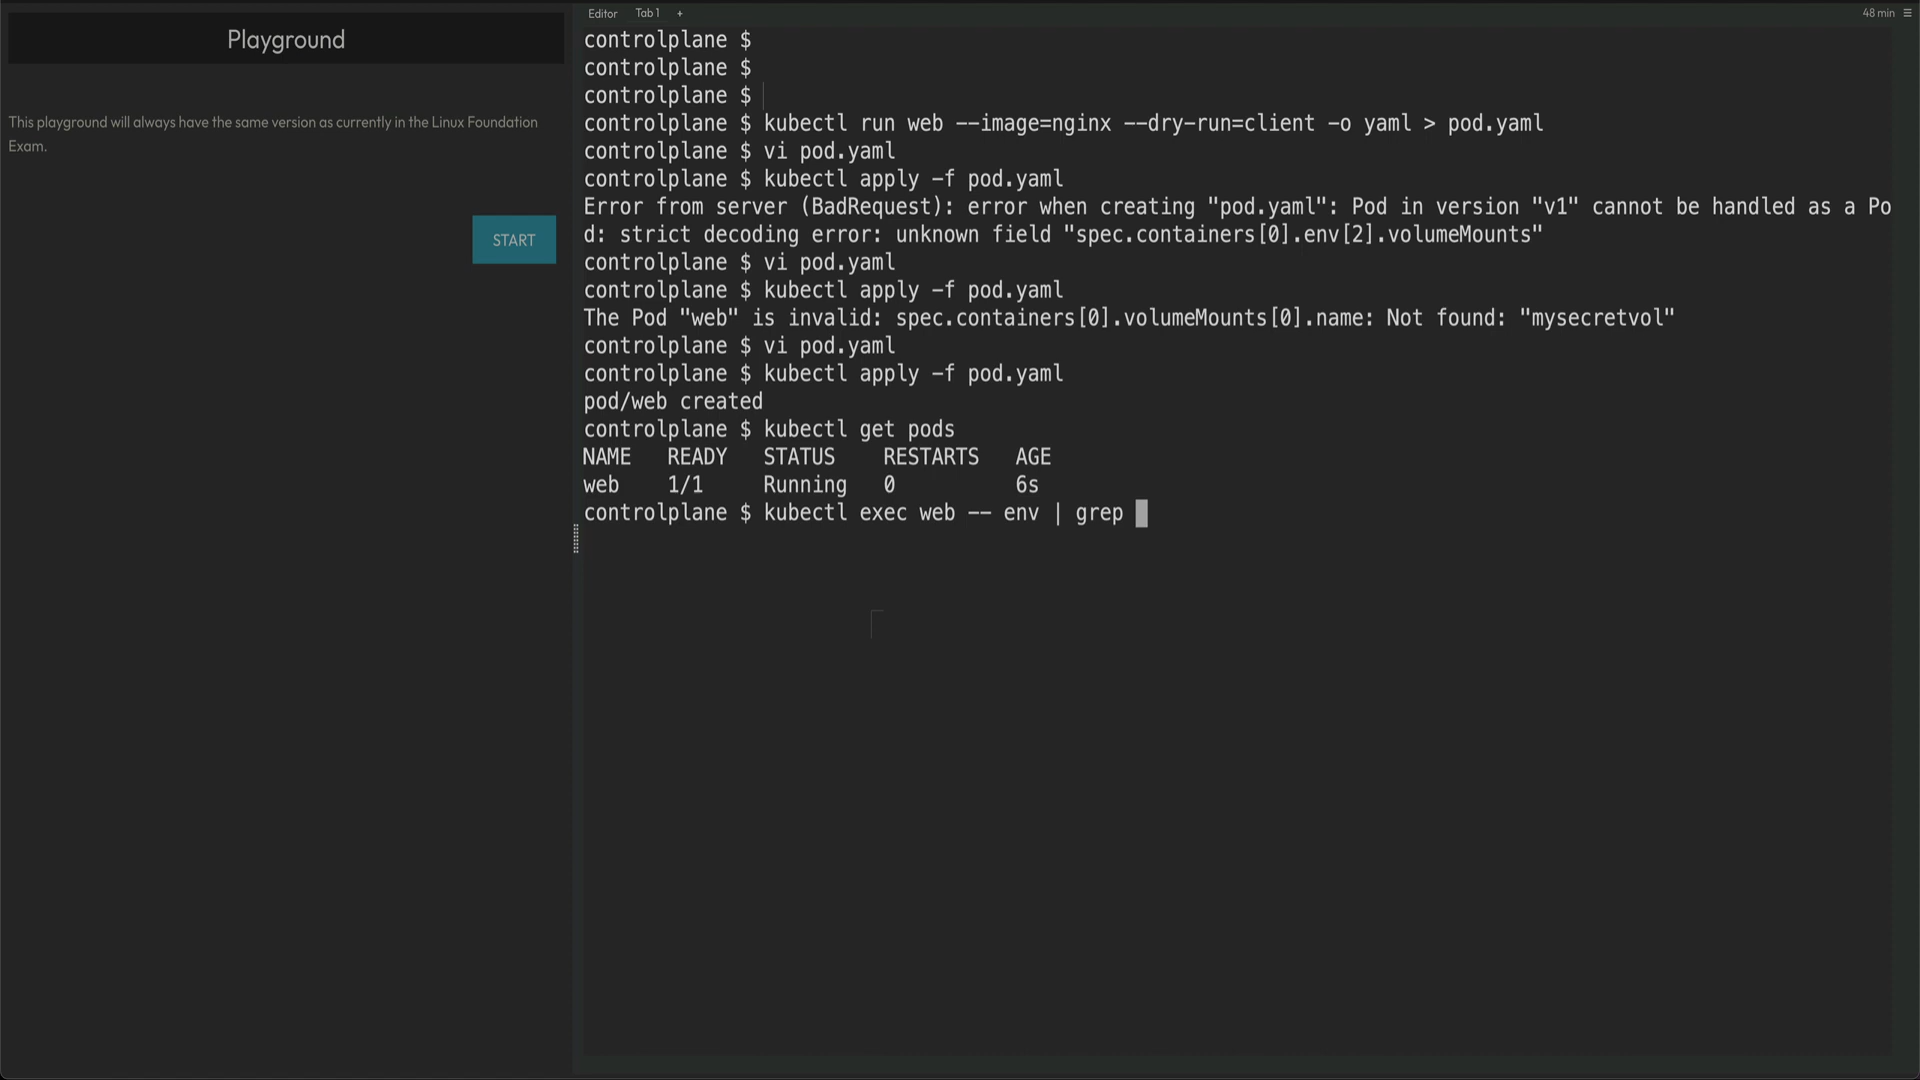 Playground
This playground will always have the same version as currently in the Linux Foundation
Exam.
START
Editor Tab 1 +
48 min
controlplane $
controlplane $
controlplane $
controlplane $ kubectl run web --image=nginx --dry-run=client -o yaml > pod.yaml
controlplane $ vi pod.yaml
controlplane $ kubectl apply -f pod.yaml
Error from server (BadRequest): error when creating "pod.yaml": Pod in version "v1" cannot be handled as a Po
d: strict decoding error: unknown field "spec.containers[0].env[2].volumeMounts"
controlplane $ vi pod.yaml
controlplane $ kubectl apply -f pod.yaml
The Pod "web" is invalid: spec.containers[0].volumeMounts[0].name: Not found: "mysecretvol"
controlplane $ vi pod.yaml
controlplane $ kubectl apply -f pod.yaml
pod/web created
controlplane $ kubectl get pods
NAME   READY   STATUS    RESTARTS   AGE
web    1/1     Running   0          6s
controlplane $ kubectl exec web -- env | grep